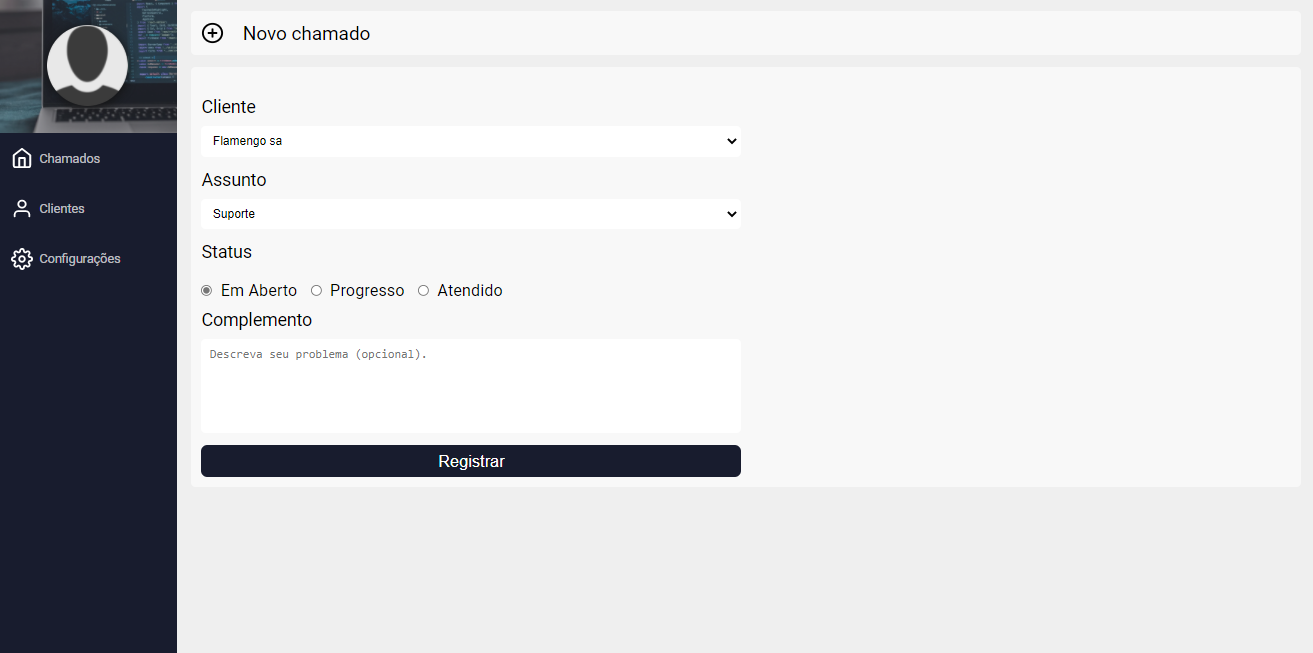 Chamados
Clientes
Configurações
Novo chamado
Cliente
Flamengo sa
Assunto
Suporte
Status
Em Aberto Progresso Atendido
Complemento
Descreva seu problema (opcional).
Registrar